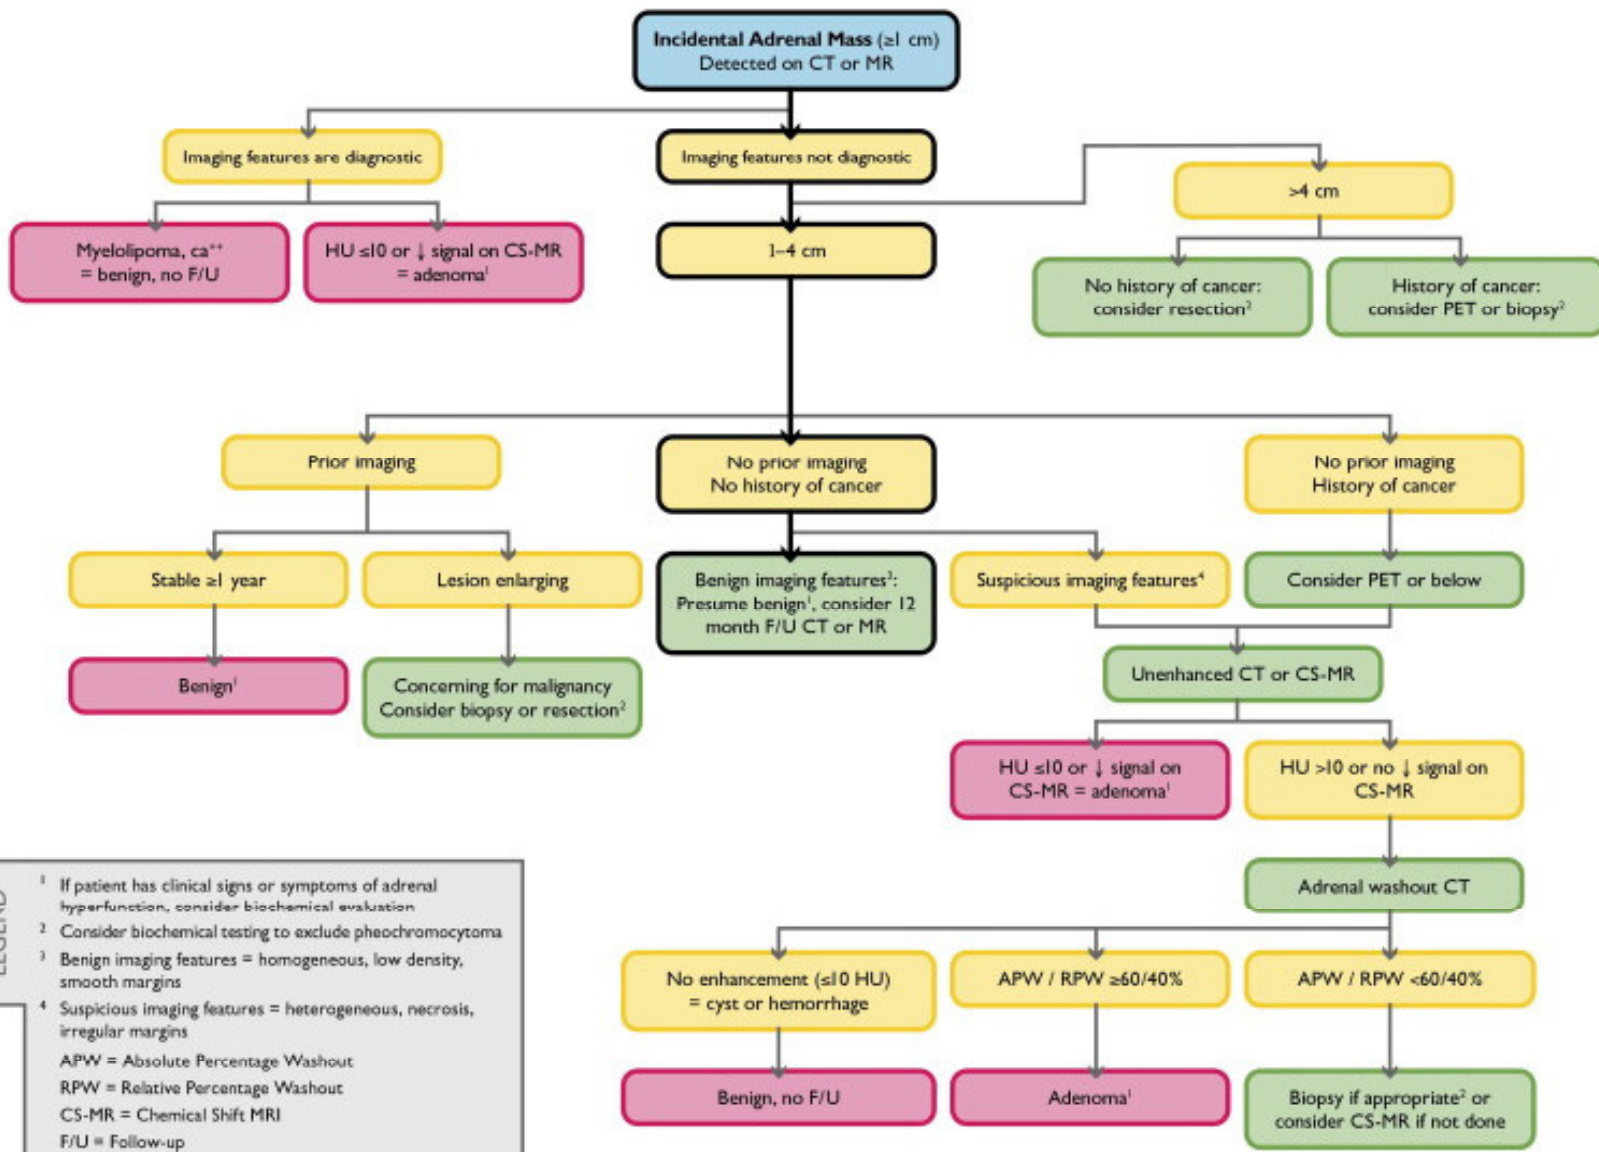 Incidental Adrenal Mass (≥1 cm)
Detected on CT or MR
Imaging features are diagnostic
Imaging features not diagnostic
>4 cm
Myelolipoma, ca⁺⁺
= benign, no F/U
HU ≤10 or ↓ signal on CS-MR
= adenoma¹
1–4 cm
No history of cancer:
consider resection²
History of cancer:
consider PET or biopsy²
Prior imaging
No prior imaging
No history of cancer
No prior imaging
History of cancer
Stable ≥1 year
Lesion enlarging
Benign imaging features³:
Presume benign¹, consider 12
month F/U CT or MR
Suspicious imaging features⁴
Consider PET or below
Benign¹
Concerning for malignancy
Consider biopsy or resection²
Unenhanced CT or CS-MR
HU ≤10 or ↓ signal on
CS-MR = adenoma¹
HU >10 or no ↓ signal on
CS-MR
Adrenal washout CT
No enhancement (≤10 HU)
= cyst or hemorrhage
APW / RPW ≥60/40%
APW / RPW <60/40%
Benign, no F/U
Adenoma¹
Biopsy if appropriate² or
consider CS-MR if not done
LEGEND
¹ If patient has clinical signs or symptoms of adrenal
hyperfunction, consider biochemical evaluation
² Consider biochemical testing to exclude pheochromocytoma
³ Benign imaging features = homogeneous, low density,
smooth margins
⁴ Suspicious imaging features = heterogeneous, necrosis,
irregular margins
APW = Absolute Percentage Washout
RPW = Relative Percentage Washout
CS-MR = Chemical Shift MRI
F/U = Follow-up